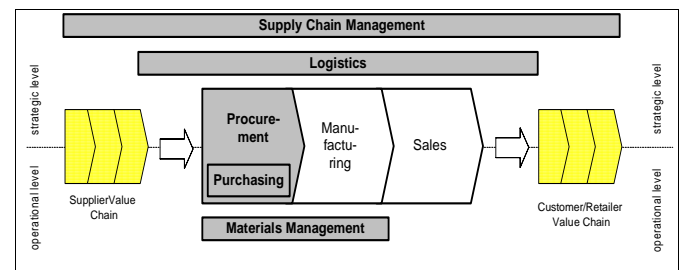 Supply Chain Management
Logistics
strategic level
strategic level
Procure-
ment
Manu-
factu-
ring
Sales
Purchasing
operational level
operational level
SupplierValue
Chain
Customer/Retailer
Value Chain
Materials Management